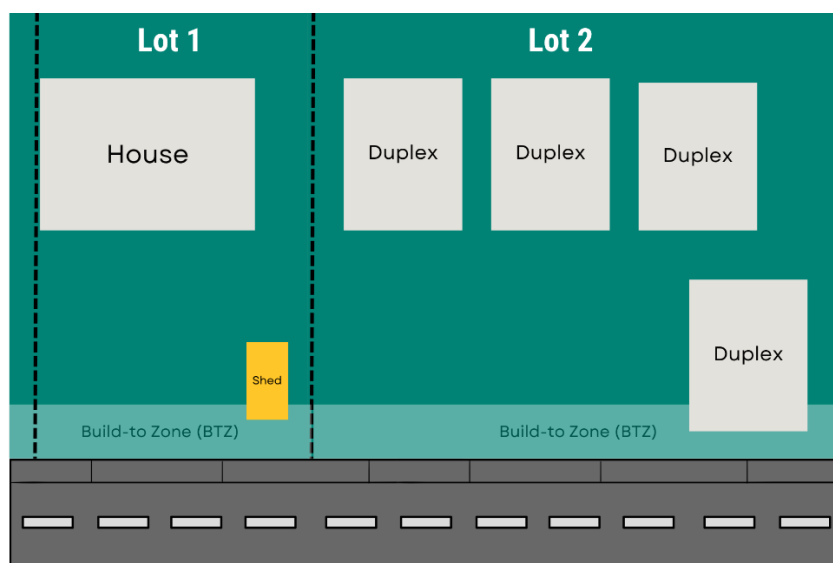 Lot 1
Lot 2
House
Duplex
Duplex
Duplex
Duplex
Shed
Build-to Zone (BTZ)
Build-to Zone (BTZ)